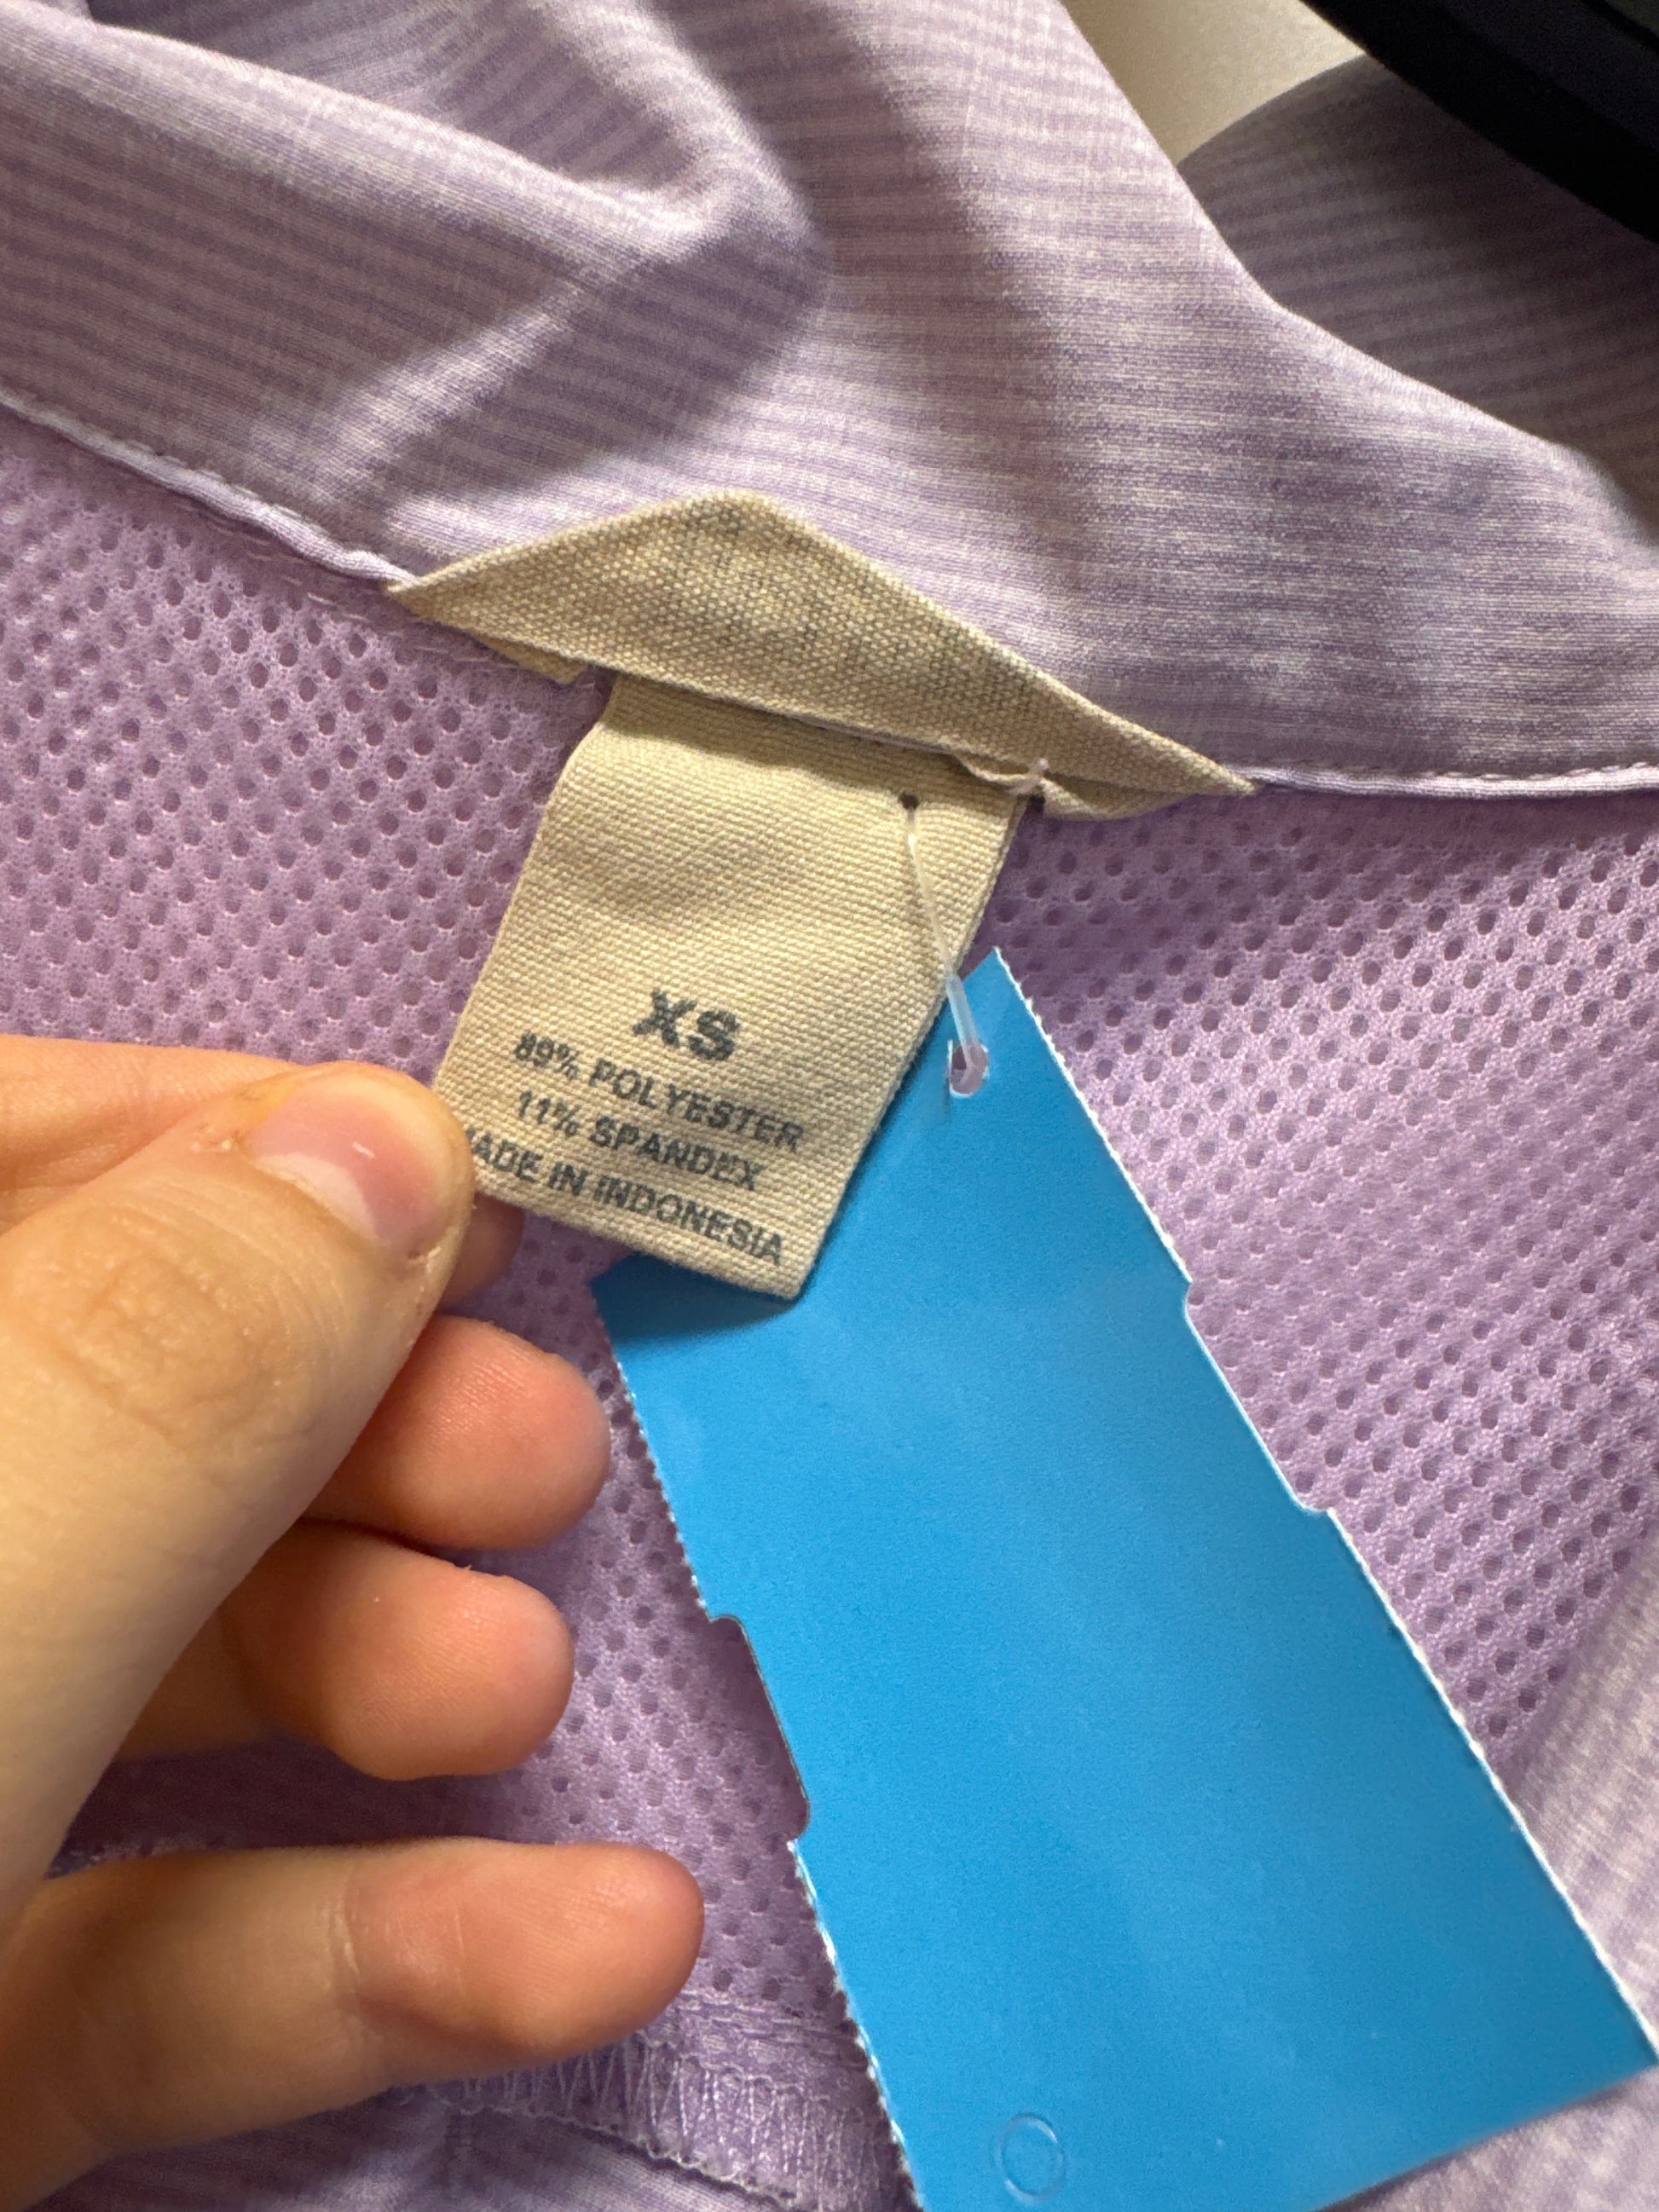 XS
89% POLYESTER
11% SPANDEX
MADE IN INDONESIA